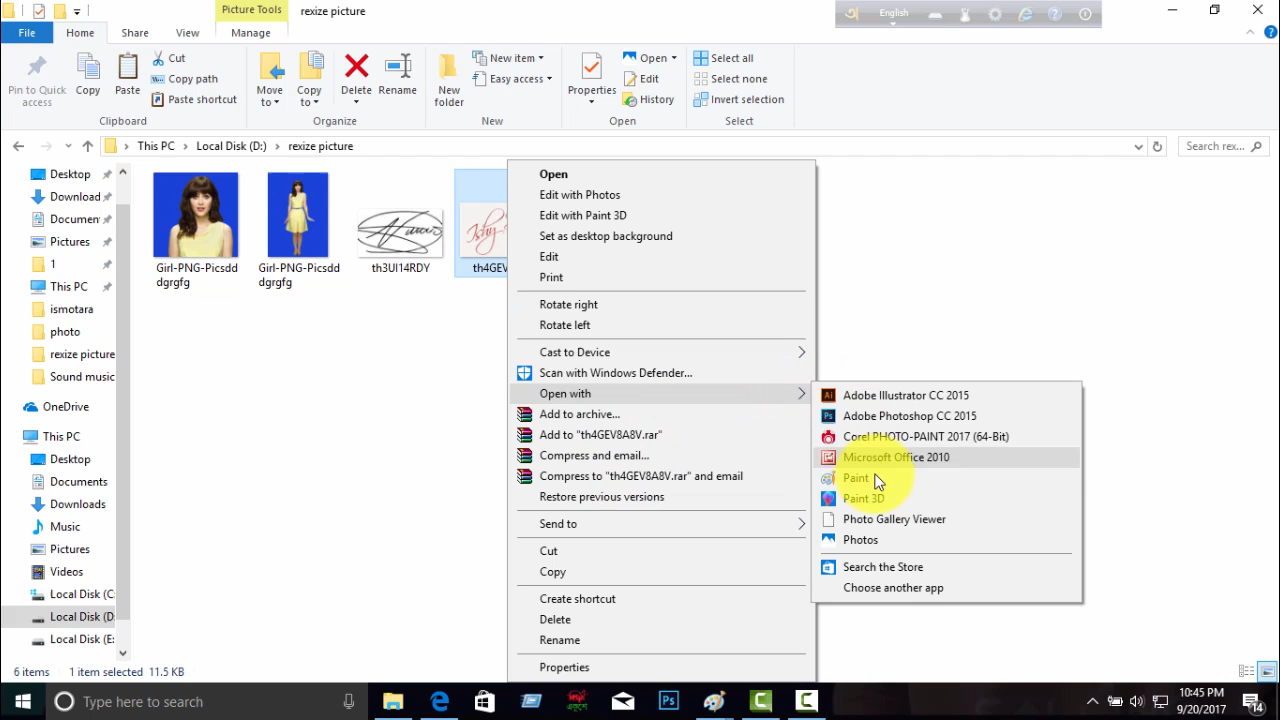 Picture Tools
rexize picture
English
File
Home
Share
View
Manage
Pin to Quick access
Copy
Paste
Cut
Copy path
Paste shortcut
Clipboard
Move to
Copy to
Delete
Rename
Organize
New folder
New item
Easy access
New
Properties
Open
Edit
History
Open
Select all
Select none
Invert selection
Select
This PC
Local Disk (D:)
rexize picture
Search rex...
Desktop
Download
Documen
Pictures
1
This PC
ismotara
photo
rexize picture
Sound music
OneDrive
This PC
Desktop
Documents
Downloads
Music
Pictures
Videos
Local Disk (C:
Local Disk (D:
Local Disk (E:
Girl-PNG-Picsdd
dgrgfg
Girl-PNG-Picsdd
dgrgfg
th3UI14RDY
th4GEV
Open
Edit with Photos
Edit with Paint 3D
Set as desktop background
Edit
Print
Rotate right
Rotate left
Cast to Device
Scan with Windows Defender...
Open with
Add to archive...
Add to "th4GEV8A8V.rar"
Compress and email...
Compress to "th4GEV8A8V.rar" and email
Restore previous versions
Send to
Cut
Copy
Create shortcut
Delete
Rename
Properties
Adobe Illustrator CC 2015
Adobe Photoshop CC 2015
Corel PHOTO-PAINT 2017 (64-Bit)
Microsoft Office 2010
Paint
Paint 3D
Photo Gallery Viewer
Photos
Search the Store
Choose another app
6 items
1 item selected 11.5 KB
Type here to search
10:45 PM
9/20/2017
14